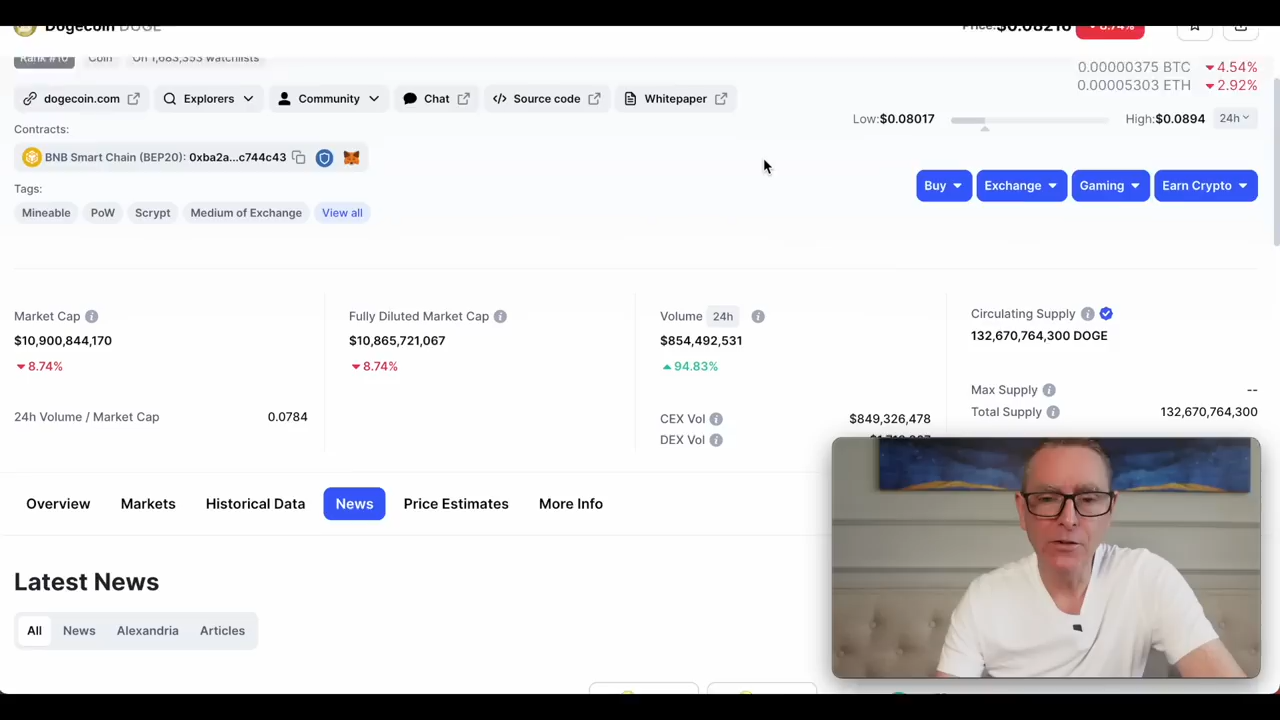 Dogecoin DOGE
Price: $0.08216 8.74%
Rank #10 Coin On 1,683,353 watchlists
0.00000375 BTC 4.54%
0.00005303 ETH 2.92%
dogecoin.com Explorers Community Chat Source code Whitepaper
Low:$0.08017 High:$0.0894 24h
Contracts:
BNB Smart Chain (BEP20): 0xba2a...c744c43
Buy Exchange Gaming Earn Crypto
Tags:
Mineable PoW Scrypt Medium of Exchange View all
Market Cap
$10,900,844,170
8.74%
24h Volume / Market Cap 0.0784
Fully Diluted Market Cap
$10,865,721,067
8.74%
Volume 24h
$854,492,531
94.83%
CEX Vol $849,326,478
DEX Vol
Circulating Supply
132,670,764,300 DOGE
Max Supply --
Total Supply 132,670,764,300
Overview Markets Historical Data News Price Estimates More Info
Latest News
All News Alexandria Articles